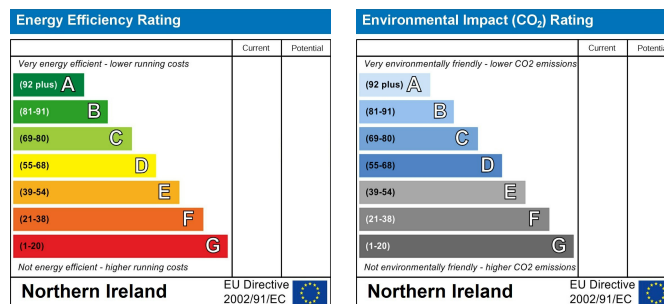 Energy Efficiency Rating
Current Potential
Very energy efficient - lower running costs
(92 plus) A
(81-91) B
(69-80) C
(55-68) D
(39-54) E
(21-38) F
(1-20) G
Not energy efficient - higher running costs
Northern Ireland
EU Directive
2002/91/EC
Environmental Impact (CO₂) Rating
Current Potential
Very environmentally friendly - lower CO2 emissions
(92 plus) A
(81-91) B
(69-80) C
(55-68) D
(39-54) E
(21-38) F
(1-20) G
Not environmentally friendly - higher CO2 emissions
Northern Ireland
EU Directive
2002/91/EC